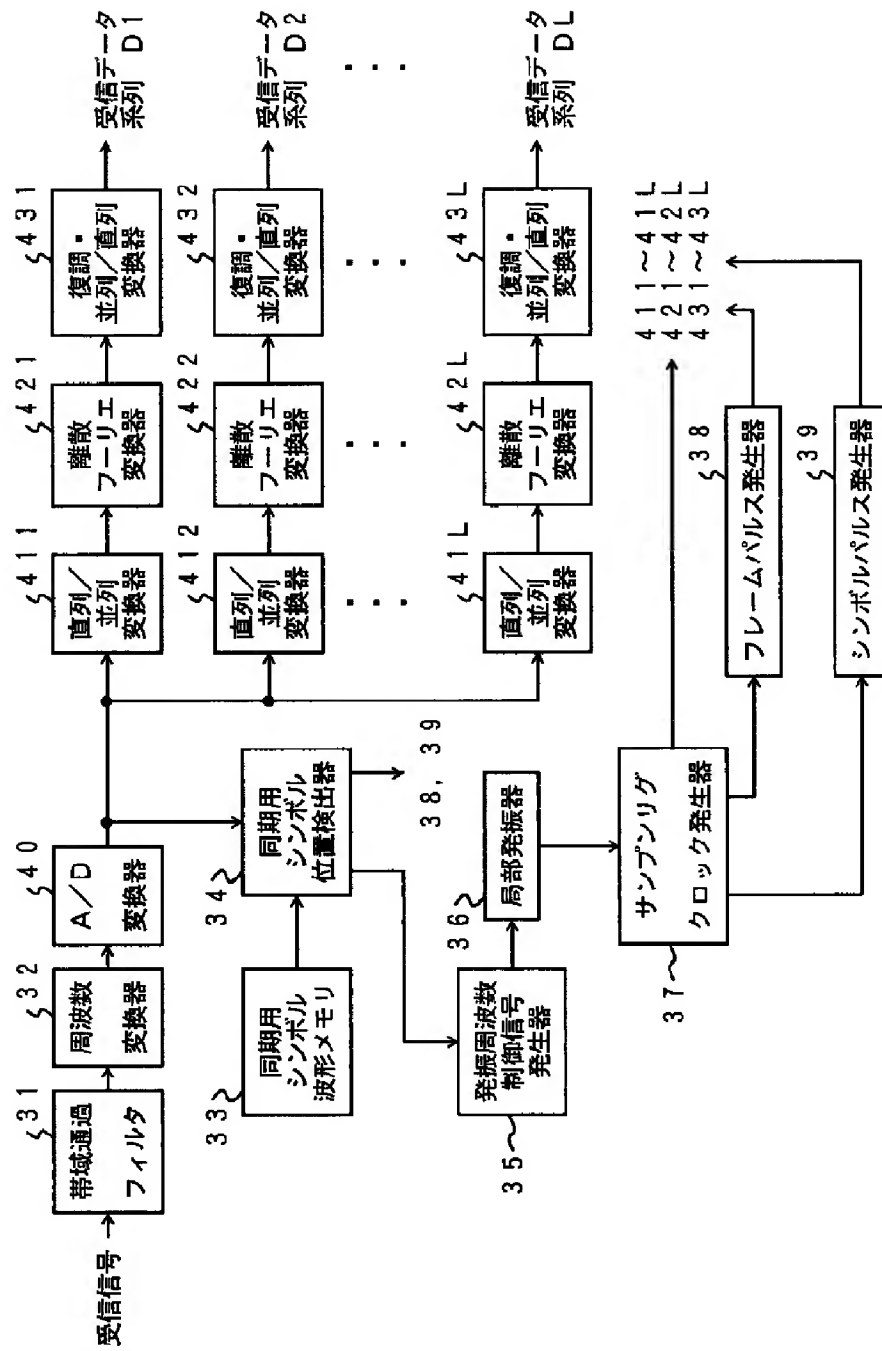 受信信号
31
帯域通過
フィルタ
32
周波数
変換器
40
A/D
変換器
411
直列/
並列
変換器
421
離散
フーリエ
変換器
431
復調・
並列/直列
変換器
受信データ
系列 D1
412
直列/
並列
変換器
422
離散
フーリエ
変換器
432
復調・
並列/直列
変換器
受信データ
系列 D2
・・・
・・・
・・・
・・・
41L
直列/
並列
変換器
42L
離散
フーリエ
変換器
43L
復調・
並列/直列
変換器
受信データ
系列 DL
33
同期用
シンボル
波形メモリ
34
同期用
シンボル
位置検出器
38, 39
35
発振周波数
制御信号
発生器
36
局部発振器
37
サンプンリグ
クロック発生器
411~41L
421~42L
431~43L
38
フレームパルス発生器
39
シンボルパルス発生器